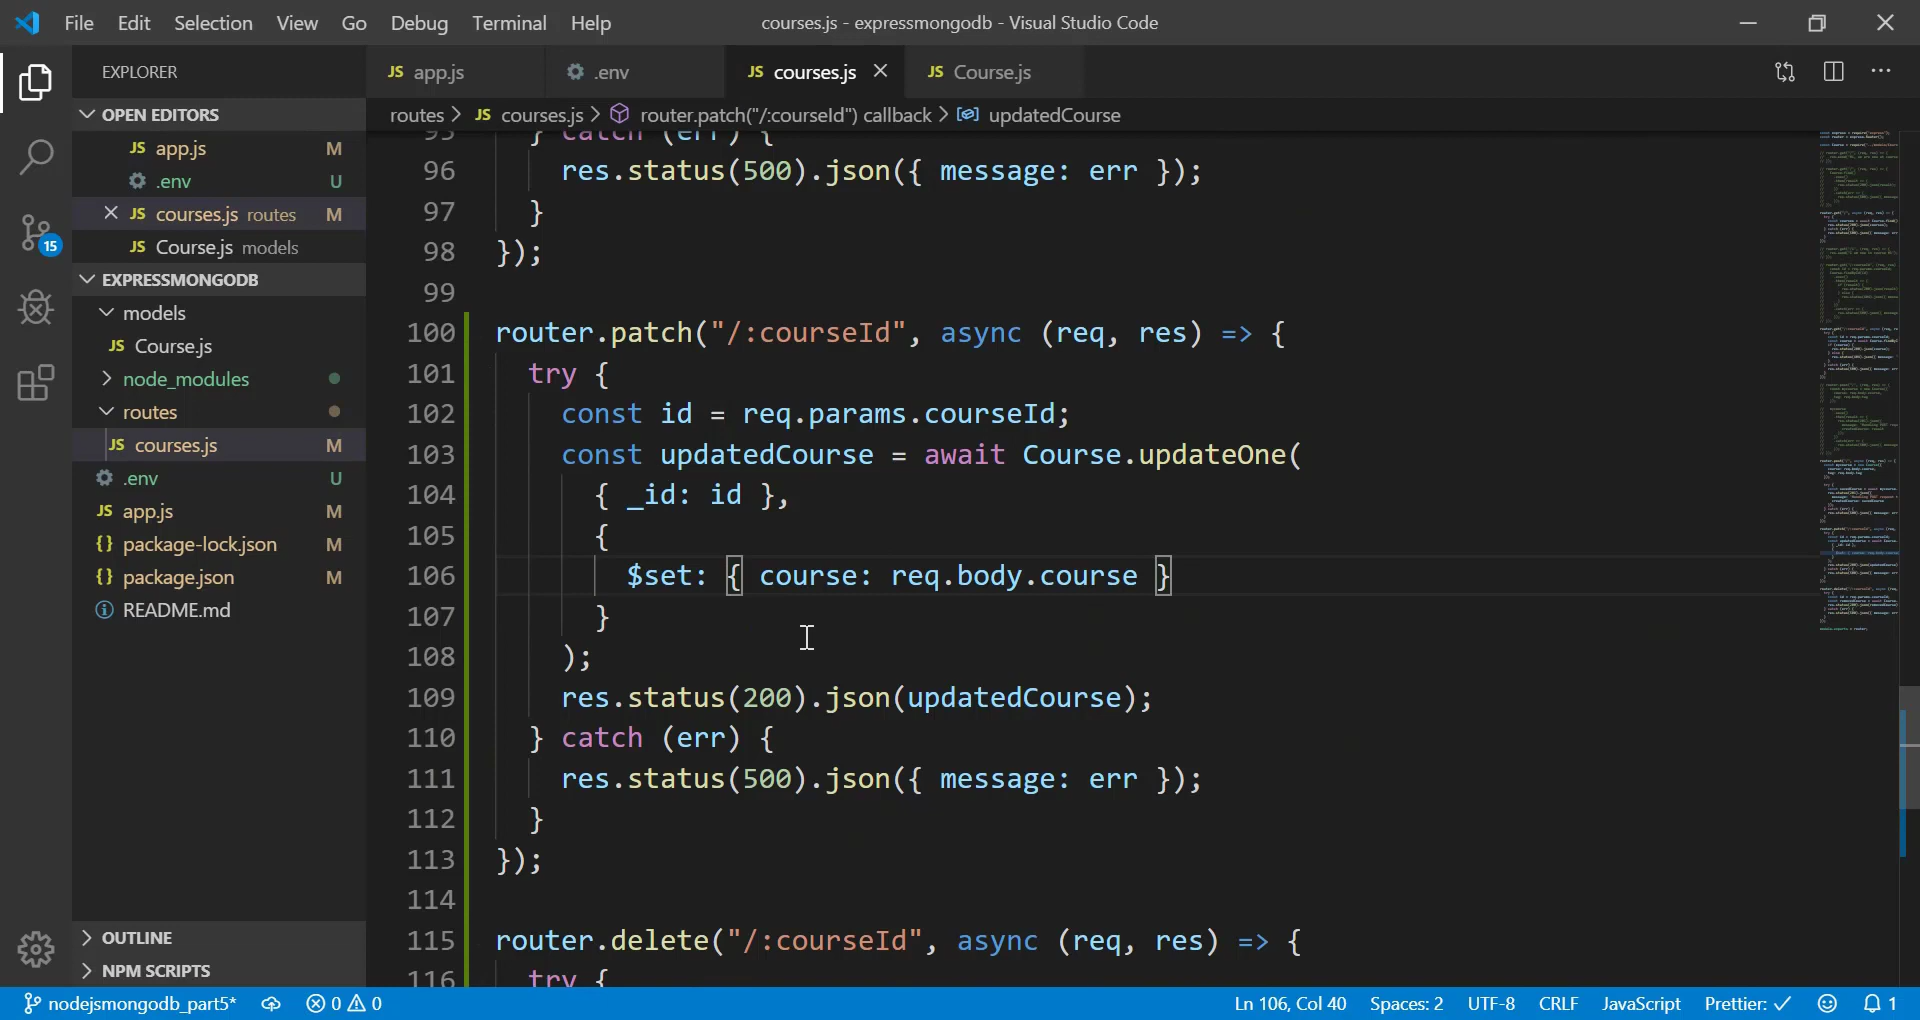 File Edit Selection View Go Debug Terminal Help courses.js - expressmongodb - Visual Studio Code
EXPLORER
OPEN EDITORS
JS app.js M
.env U
JS courses.js routes M
JS Course.js models
EXPRESSMONGODB
models
JS Course.js
node_modules
routes
JS courses.js M
.env U
JS app.js M
{} package-lock.json M
{} package.json M
README.md
OUTLINE
NPM SCRIPTS
15
JS app.js .env JS courses.js JS Course.js
routes > JS courses.js > router.patch("/:courseId") callback > updatedCourse
95 } catch (err) {
96 res.status(500).json({ message: err });
97 }
98 });
99
100 router.patch("/:courseId", async (req, res) => {
101 try {
102 const id = req.params.courseId;
103 const updatedCourse = await Course.updateOne(
104 { _id: id },
105 {
106 $set: { course: req.body.course }
107 }
108 );
109 res.status(200).json(updatedCourse);
110 } catch (err) {
111 res.status(500).json({ message: err });
112 }
113 });
114
115 router.delete("/:courseId", async (req, res) => {
116 try {
nodejsmongodb_part5* 0 0 Ln 106, Col 40 Spaces: 2 UTF-8 CRLF JavaScript Prettier: ✓ 1